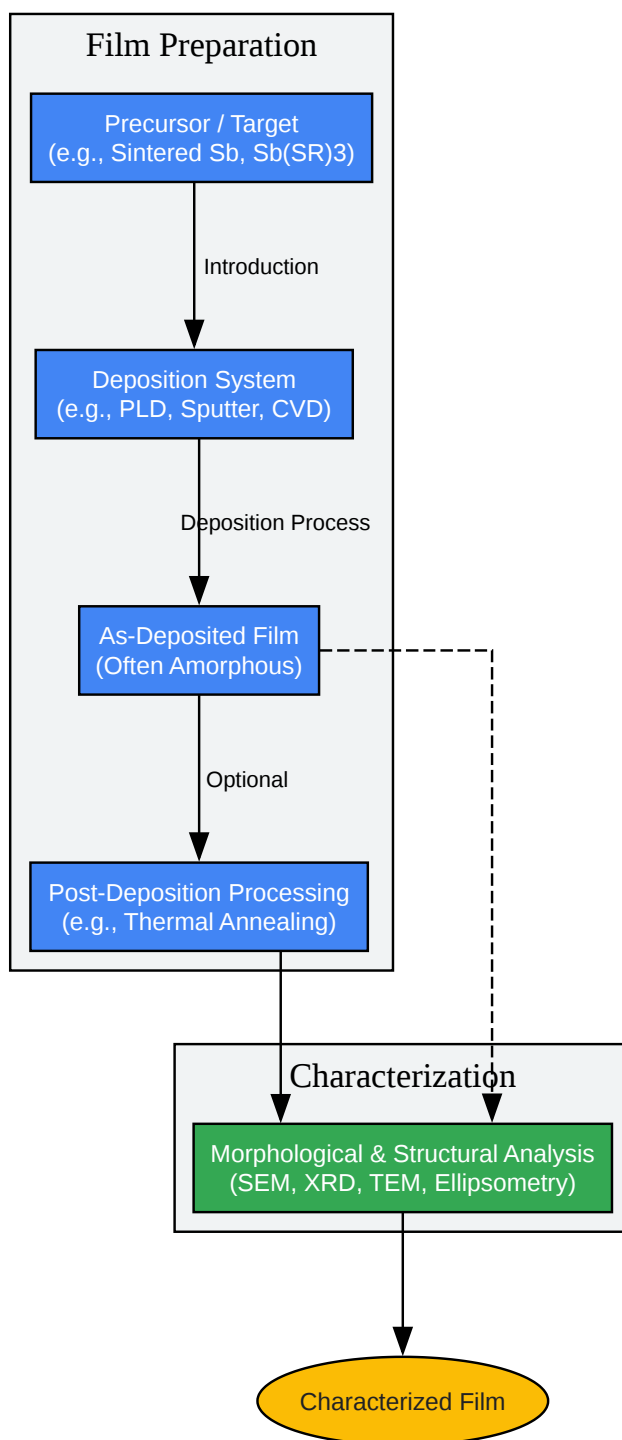 Film Preparation
Precursor / Target
(e.g., Sintered Sb, Sb(SR)3)
Introduction
Deposition System
(e.g., PLD, Sputter, CVD)
Deposition Process
As-Deposited Film
(Often Amorphous)
Optional
Post-Deposition Processing
(e.g., Thermal Annealing)
Characterization
Morphological & Structural Analysis
(SEM, XRD, TEM, Ellipsometry)
Characterized Film